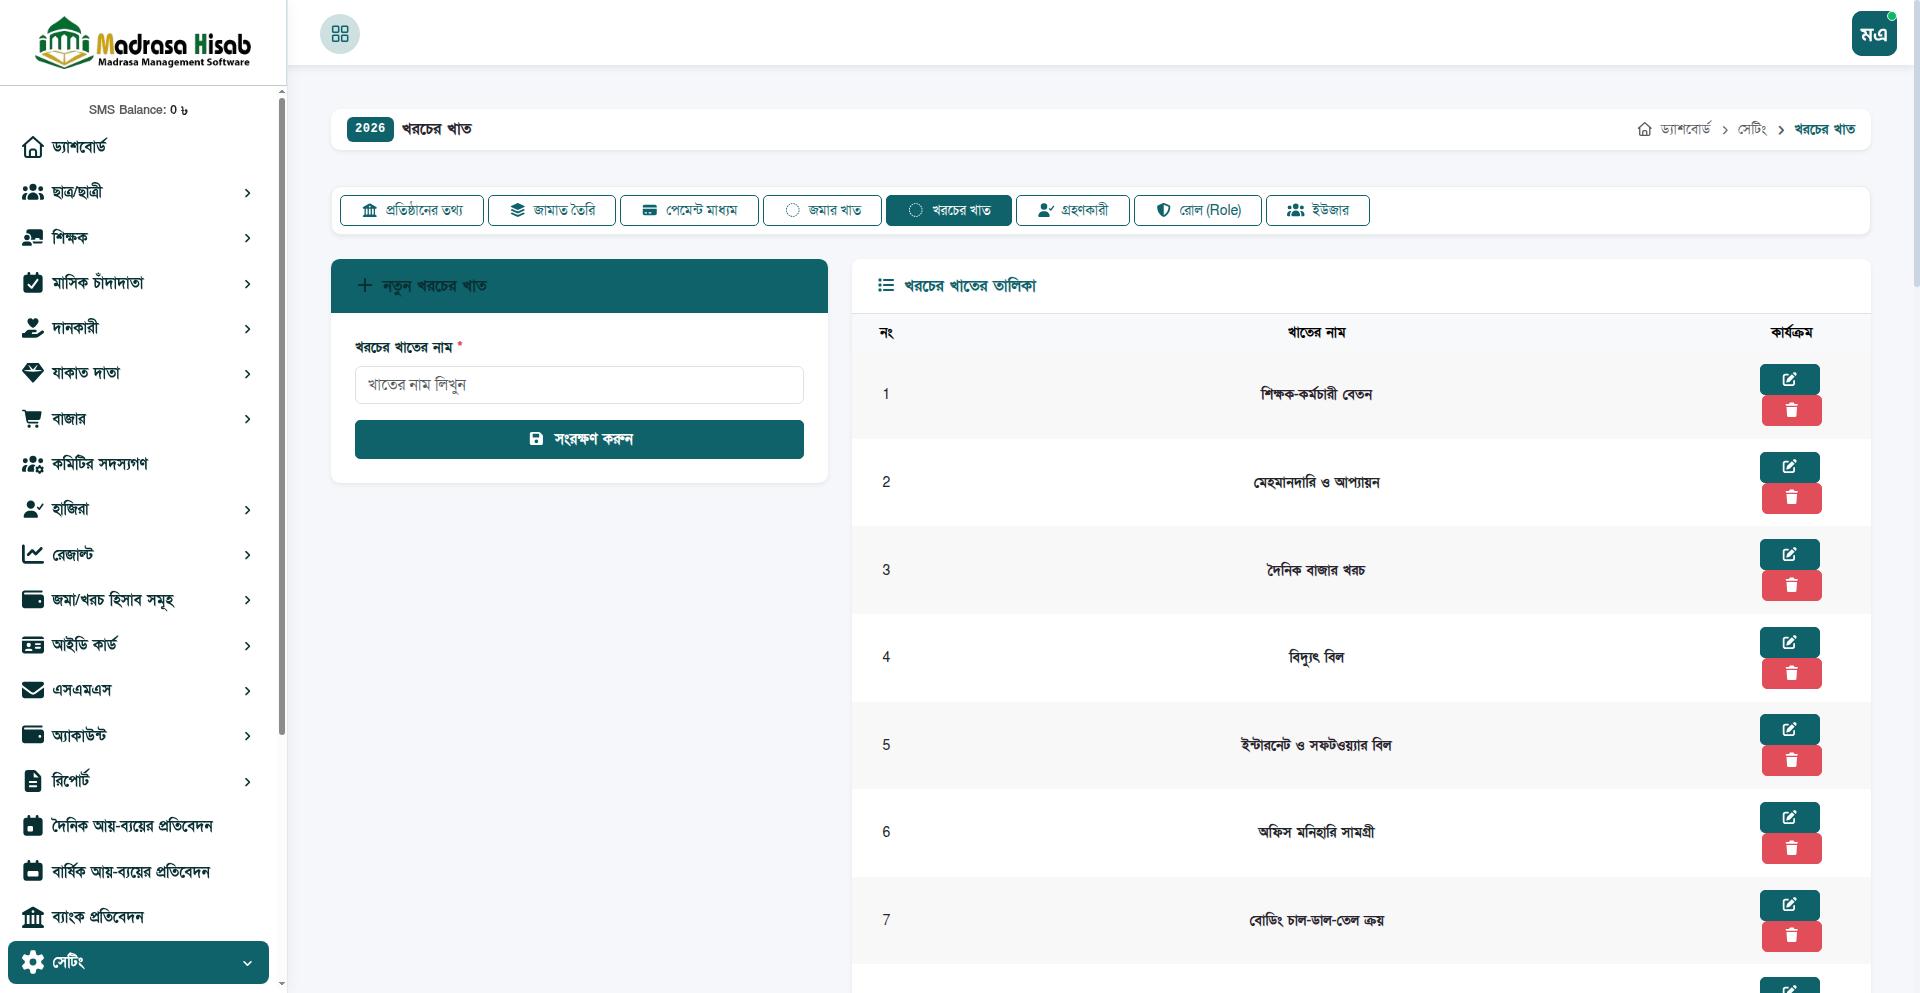 Madrasa Hisab
Madrasa Management Software
SMS Balance: 0 ৳
ড্যাশবোর্ড
ছাত্র/ছাত্রী
শিক্ষক
মাসিক চাঁদাদাতা
দানকারী
যাকাত দাতা
বাজার
কমিটির সদস্যগণ
হাজিরা
রেজাল্ট
জমা/খরচ হিসাব সমূহ
আইডি কার্ড
এসএমএস
অ্যাকাউন্ট
রিপোর্ট
দৈনিক আয়-ব্যয়ের প্রতিবেদন
বার্ষিক আয়-ব্যয়ের প্রতিবেদন
ব্যাংক প্রতিবেদন
সেটিং
মএ
2026 খরচের খাত
ড্যাশবোর্ড > সেটিং > খরচের খাত
প্রতিষ্ঠানের তথ্য জামাত তৈরি পেমেন্ট মাধ্যম জমার খাত খরচের খাত গ্রহণকারী রোল (Role) ইউজার
নতুন খরচের খাত
খরচের খাতের নাম *
খাতের নাম লিখুন
সংরক্ষণ করুন
খরচের খাতের তালিকা
নং খাতের নাম কার্যক্রম
1 শিক্ষক-কর্মচারী বেতন
2 মেহমানদারি ও আপ্যায়ন
3 দৈনিক বাজার খরচ
4 বিদ্যুৎ বিল
5 ইন্টারনেট ও সফটওয়্যার বিল
6 অফিস মনিহারি সামগ্রী
7 বোডিং চাল-ডাল-তেল ক্রয়